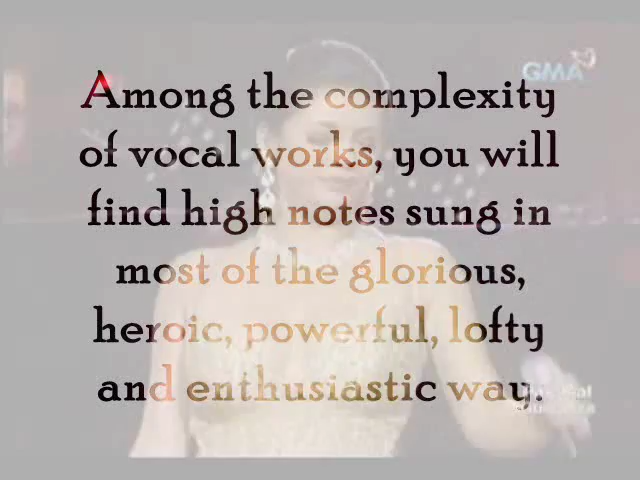 GMA
Among the complexity
of vocal works, you will
find high notes sung in
most of the glorious,
heroic, powerful, lofty
and enthusiastic way.